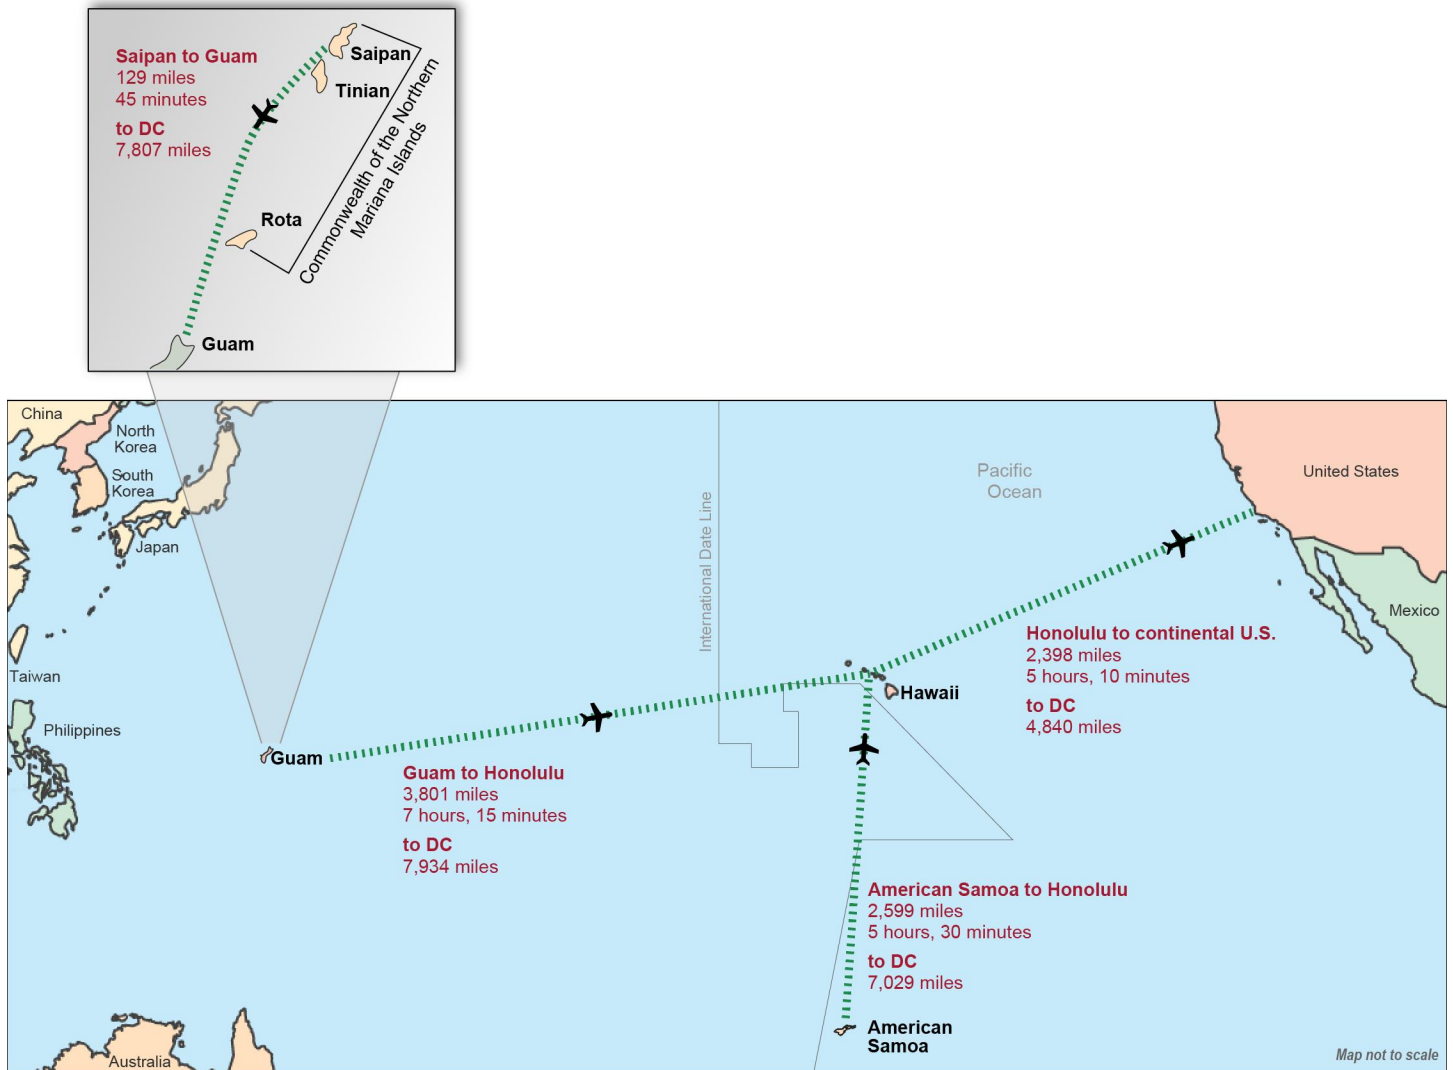 Saipan to Guam
129 miles
45 minutes
to DC
7,807 miles
Saipan
Tinian
Rota
Guam
Commonwealth of the Northern
Mariana Islands
China
North
Korea
South
Korea
Japan
Taiwan
Philippines
Australia
International Date Line
Pacific
Ocean
United States
Mexico
Hawaii
Guam
Honolulu to continental U.S.
2,398 miles
5 hours, 10 minutes
to DC
4,840 miles
Guam to Honolulu
3,801 miles
7 hours, 15 minutes
to DC
7,934 miles
American Samoa to Honolulu
2,599 miles
5 hours, 30 minutes
to DC
7,029 miles
American
Samoa
Map not to scale